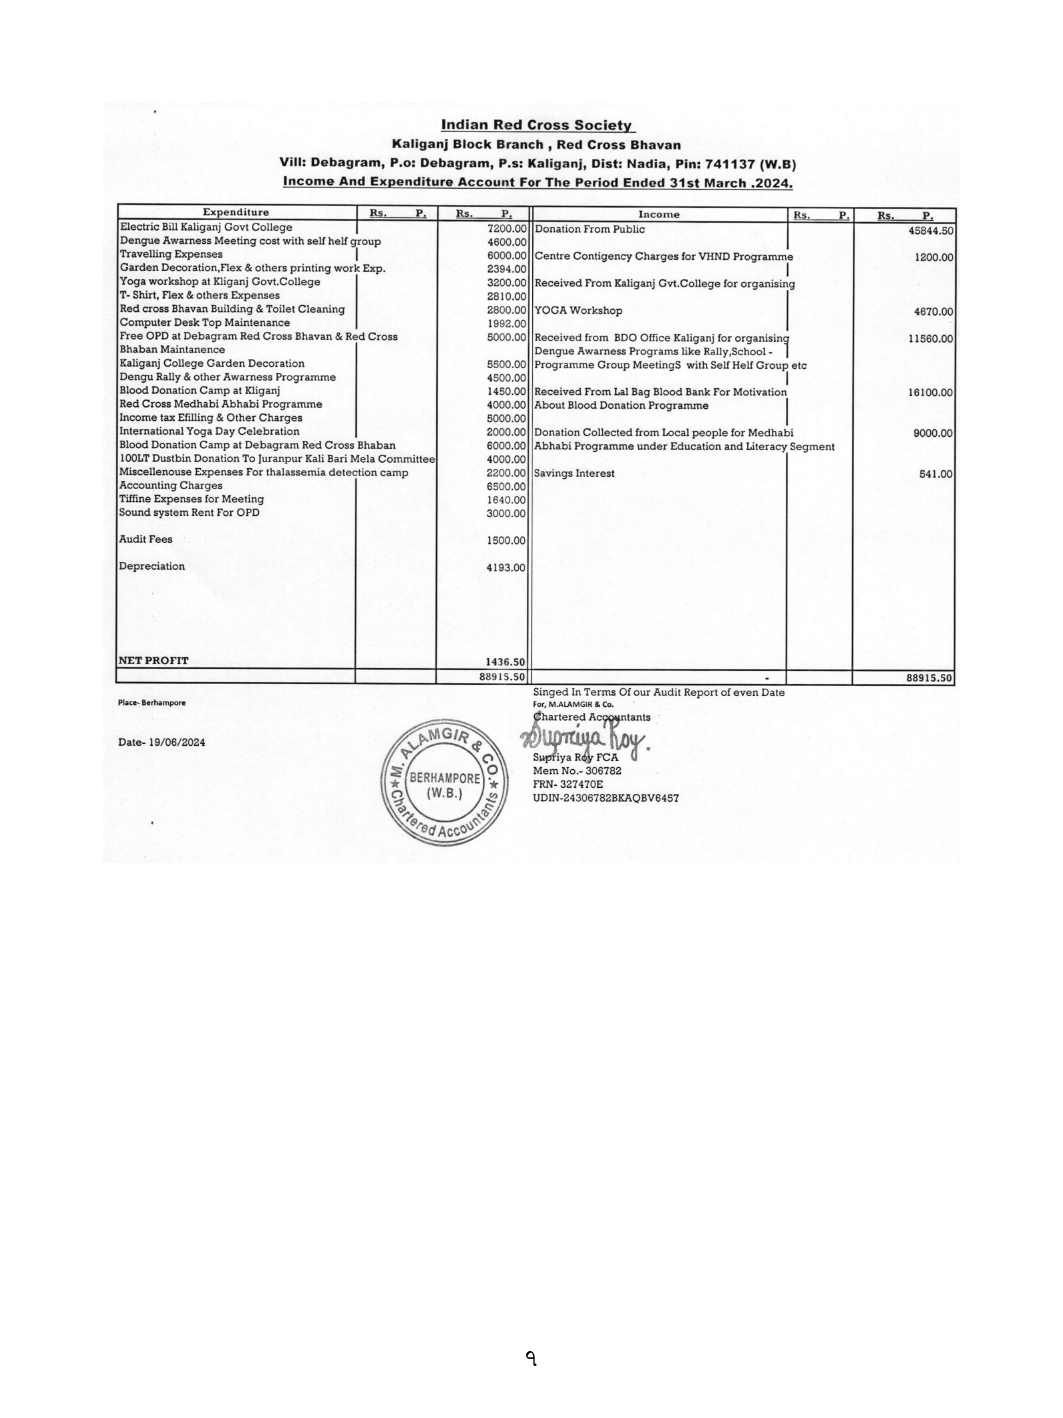 Indian Red Cross Society
Kaliganj Block Branch , Red Cross Bhavan
Vill: Debagram, P.o: Debagram, P.s: Kaliganj, Dist: Nadia, Pin: 741137 (W.B)
Income And Expenditure Account For The Period Ended 31st March .2024.
Expenditure Rs. P. Rs. P. Income Rs. P. Rs. P.
Electric Bill Kaliganj Govt College 7200.00 Donation From Public 45844.50
Dengue Awarness Meeting cost with self helf group 4600.00
Travelling Expenses 6000.00 Centre Contigency Charges for VHND Programme 1200.00
Garden Decoration,Flex & others printing work Exp. 2394.00
Yoga workshop at Kliganj Govt.College 3200.00 Received From Kaliganj Gvt.College for organising
T- Shirt, Flex & others Expenses 2810.00
Red cross Bhavan Building & Toilet Cleaning 2800.00 YOGA Workshop 4670.00
Computer Desk Top Maintenance 1992.00
Free OPD at Debagram Red Cross Bhavan & Red Cross 5000.00 Received from BDO Office Kaliganj for organising 11560.00
Bhaban Maintanence Dengue Awarness Programs like Rally,School -
Kaliganj College Garden Decoration 5500.00 Programme Group MeetingS with Self Helf Group etc
Dengu Rally & other Awarness Programme 4500.00
Blood Donation Camp at Kliganj 1450.00 Received From Lal Bag Blood Bank For Motivation 16100.00
Red Cross Medhabi Abhabi Programme 4000.00 About Blood Donation Programme
Income tax Efilling & Other Charges 5000.00
International Yoga Day Celebration 2000.00 Donation Collected from Local people for Medhabi 9000.00
Blood Donation Camp at Debagram Red Cross Bhaban 6000.00 Abhabi Programme under Education and Literacy Segment
100LT Dustbin Donation To Juranpur Kali Bari Mela Committee 4000.00
Miscellenouse Expenses For thalassemia detection camp 2200.00 Savings Interest 541.00
Accounting Charges 6500.00
Tiffine Expenses for Meeting 1640.00
Sound system Rent For OPD 3000.00
Audit Fees 1500.00
Depreciation 4193.00
NET PROFIT 1436.50
88915.50 - 88915.50
Singed In Terms Of our Audit Report of even Date
Place- Berhampore
For, M.ALAMGIR & Co.
Chartered Accountants
Date- 19/06/2024
Supriya Roy.
Supriya Roy FCA
Mem No.- 306782
FRN- 327470E
UDIN-24306782BKAQBV6457
M. ALAMGIR & CO.
BERHAMPORE
(W.B.)
Chartered Accountants
৭